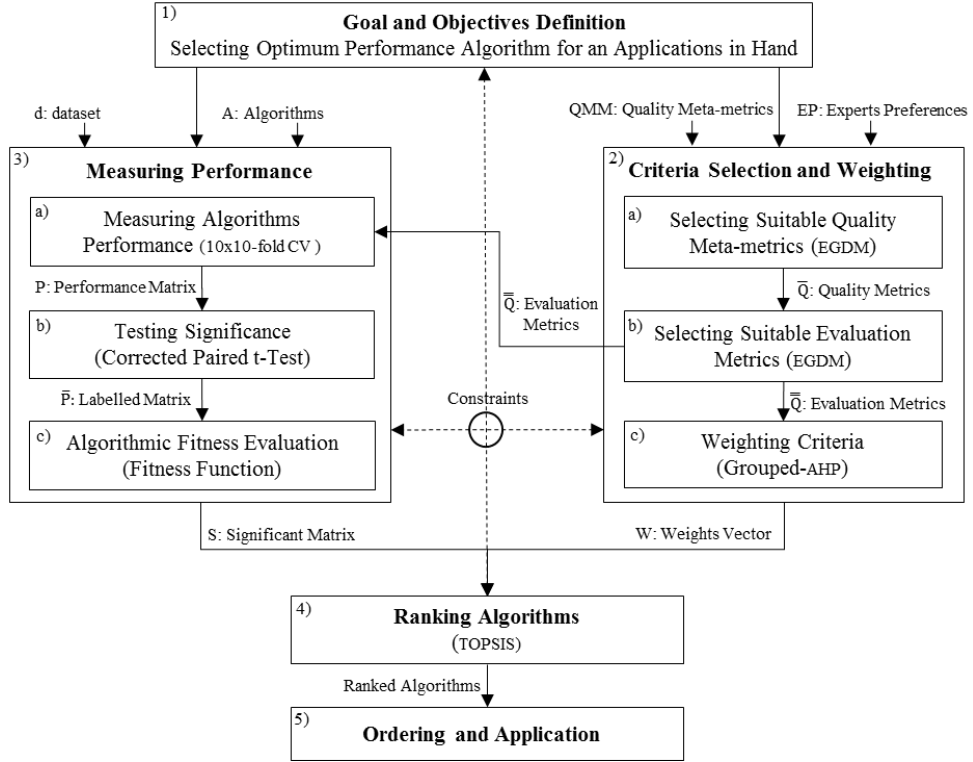 1)
Goal and Objectives Definition
Selecting Optimum Performance Algorithm for an Applications in Hand
d: dataset
A: Algorithms
QMM: Quality Meta-metrics
EP: Experts Preferences
3)
Measuring Performance
a)
Measuring Algorithms
Performance (10x10-fold CV )
P: Performance Matrix
b)
Testing Significance
(Corrected Paired t-Test)
P̄: Labelled Matrix
c)
Algorithmic Fitness Evaluation
(Fitness Function)
Q̿: Evaluation
Metrics
Constraints
2)
Criteria Selection and Weighting
a)
Selecting Suitable Quality
Meta-metrics (EGDM)
Q̄: Quality Metrics
b)
Selecting Suitable Evaluation
Metrics (EGDM)
Q̿: Evaluation Metrics
c)
Weighting Criteria
(Grouped-AHP)
S: Significant Matrix
W: Weights Vector
4)
Ranking Algorithms
(TOPSIS)
Ranked Algorithms
5)
Ordering and Application